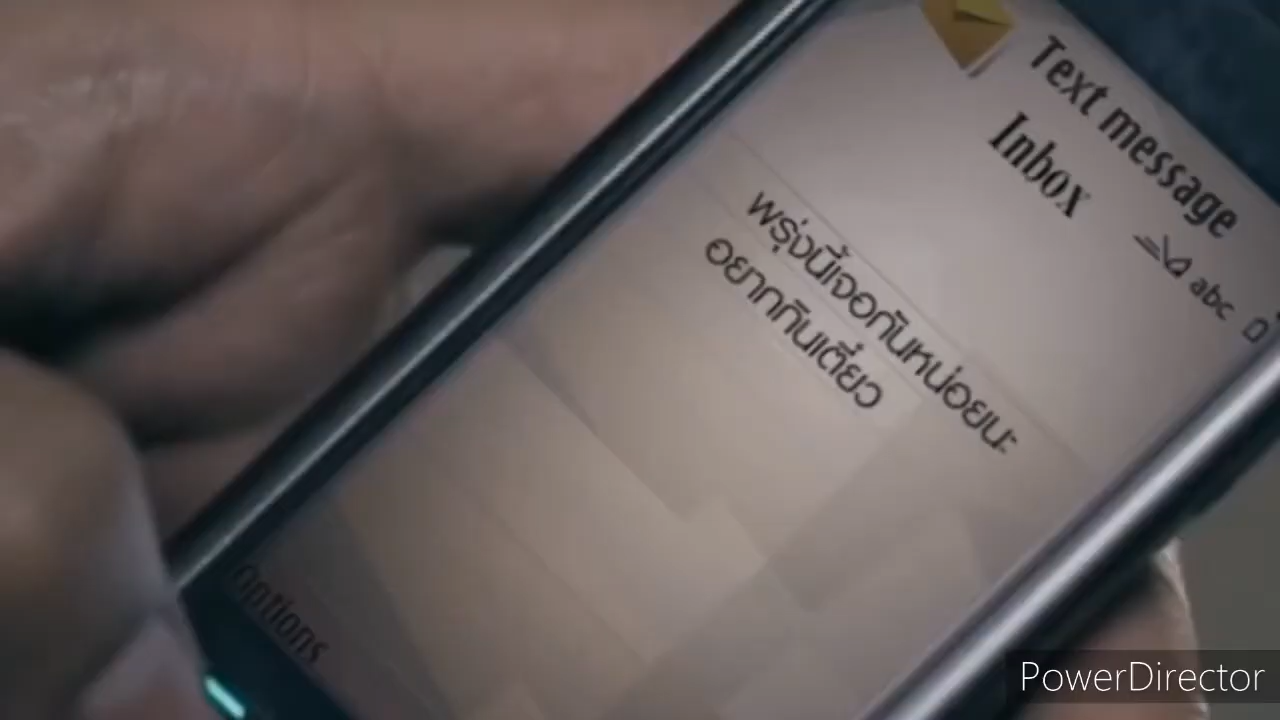 Text message
Inbox
abc
พรุ่งนี้เจอกันหน่อยนะ
อยากกินเตี๋ยว
Options
PowerDirector